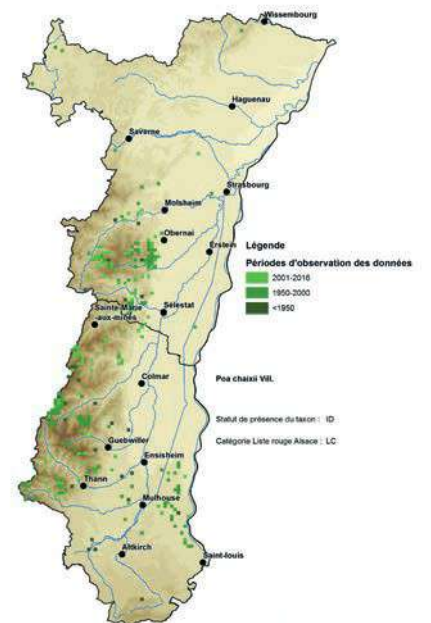 Wissembourg
Haguenau
Saverne
Strasbourg
Molsheim
Obernai
Erstein
Légende
Périodes d'observation des données
2001-2016
1950-2000
<1950
Sainte-Marie
-aux-mines
Sélestat
Poa chaixii Vill.
Colmar
Statut de présence du taxon : ID
Catégorie Liste rouge Alsace : LC
Guebwiller
Ensisheim
Thann
Mulhouse
Altkirch
Saint-louis